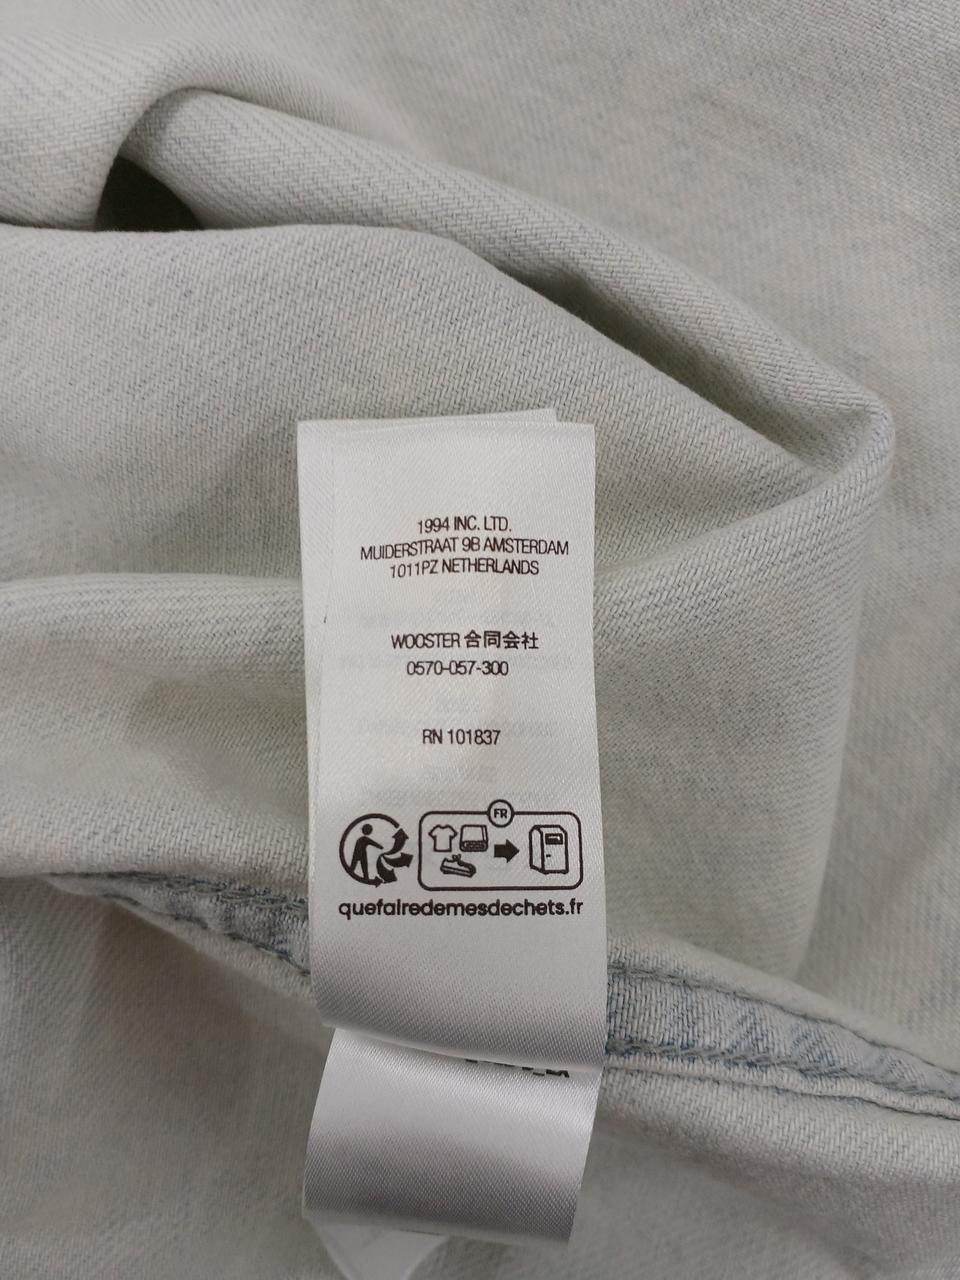 1994 INC. LTD.
MUIDERSTRAAT 9B AMSTERDAM
1011PZ NETHERLANDS
WOOSTER 合同会社
0570-057-300
RN 101837
FR
quefairedemesdechets.fr